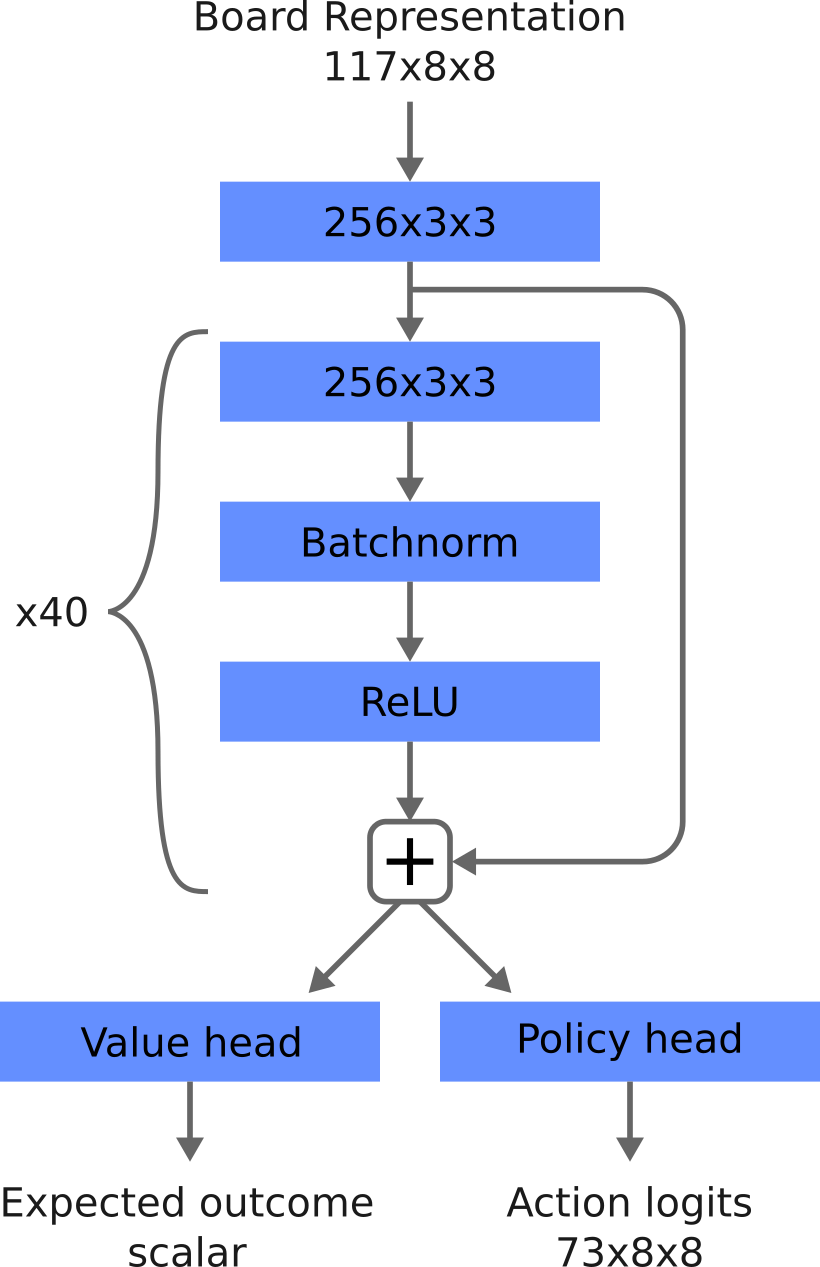 Board Representation
117x8x8
256x3x3
256x3x3
Batchnorm
x40
ReLU
+
Value head
Policy head
Expected outcome
scalar
Action logits
73x8x8